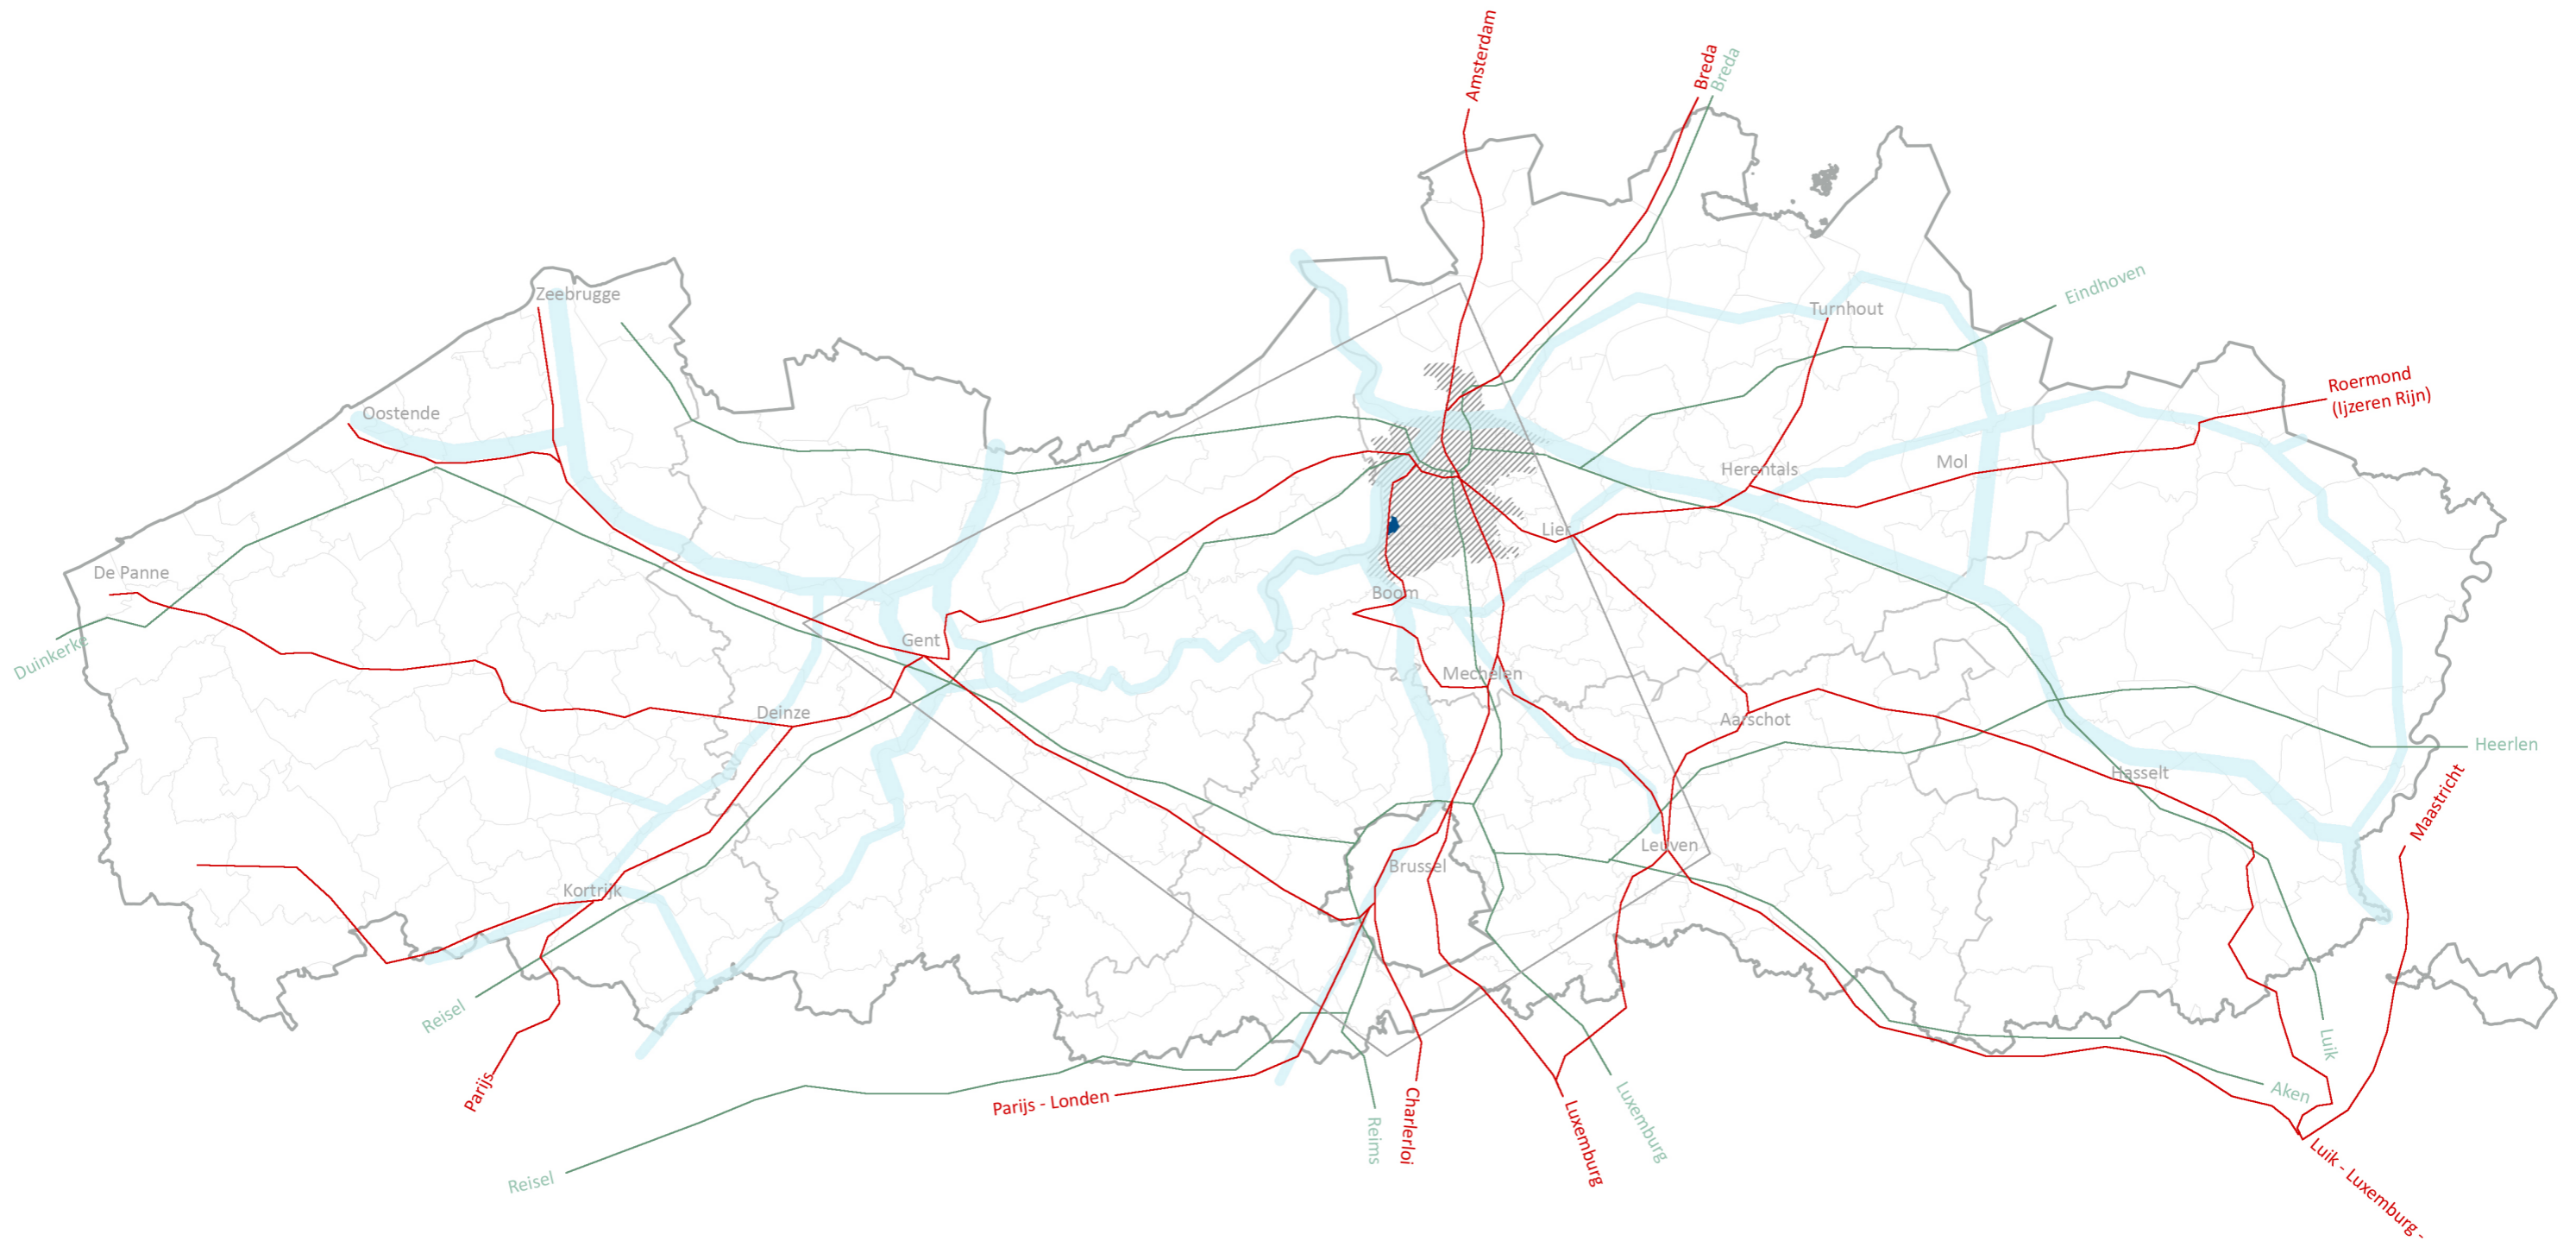 Amsterdam
Breda
Breda
Eindhoven
Zeebrugge
Turnhout
Roermond
(Ijzeren Rijn)
Oostende
Herentals
Mol
Lier
De Panne
Boom
Duinkerke
Gent
Mechelen
Deinze
Aarschot
Heerlen
Hasselt
Maastricht
Leuven
Brussel
Kortrijk
Reisel
Luik
Parijs
Parijs - Londen
Aken
Reims
Charlerloi
Luxemburg
Luxemburg
Reisel
Luik - Luxemburg -